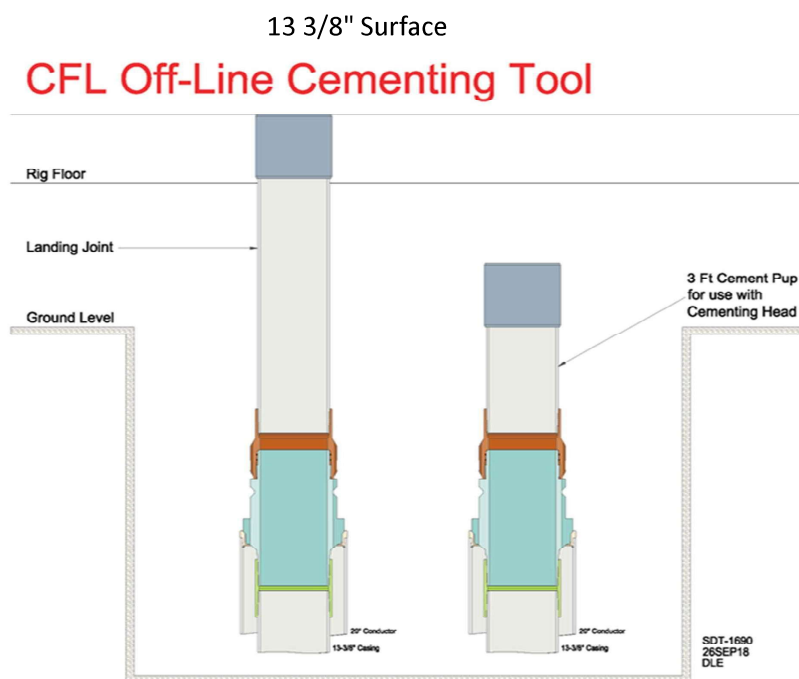 13 3/8" Surface
CFL Off-Line Cementing Tool
Rig Floor
Landing Joint
3 Ft Cement Pup
for use with
Cementing Head
Ground Level
20" Conductor
13-3/8" Casing
20" Conductor
13-3/8" Casing
SDT-1690
26SEP18
DLE